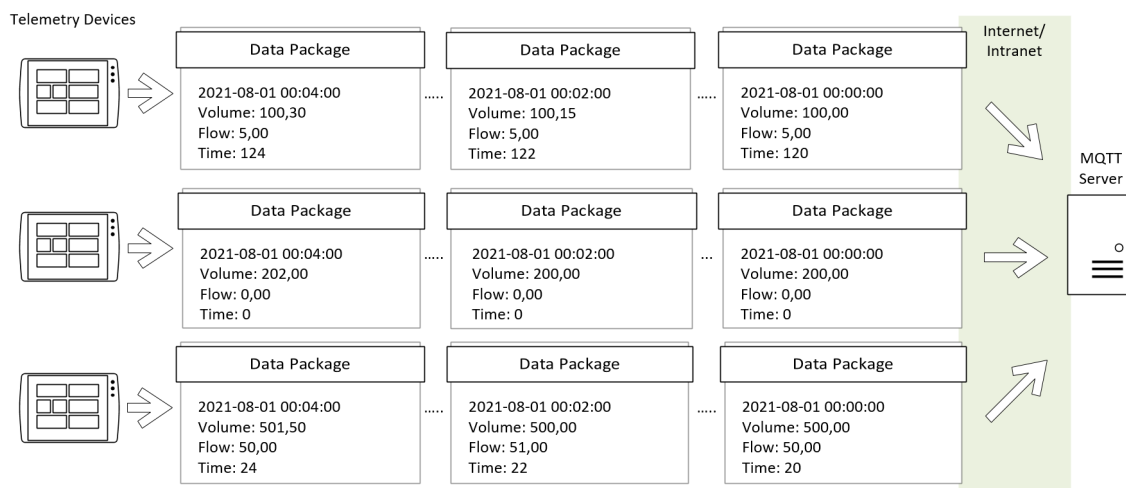 Telemetry Devices
Internet/
Intranet
Data Package
2021-08-01 00:04:00
Volume: 100,30
Flow: 5,00
Time: 124
.....
Data Package
2021-08-01 00:02:00
Volume: 100,15
Flow: 5,00
Time: 122
.....
Data Package
2021-08-01 00:00:00
Volume: 100,00
Flow: 5,00
Time: 120
MQTT
Server
Data Package
2021-08-01 00:04:00
Volume: 202,00
Flow: 0,00
Time: 0
.....
Data Package
2021-08-01 00:02:00
Volume: 200,00
Flow: 0,00
Time: 0
...
Data Package
2021-08-01 00:00:00
Volume: 200,00
Flow: 0,00
Time: 0
Data Package
2021-08-01 00:04:00
Volume: 501,50
Flow: 50,00
Time: 24
.....
Data Package
2021-08-01 00:02:00
Volume: 500,00
Flow: 51,00
Time: 22
.....
Data Package
2021-08-01 00:00:00
Volume: 500,00
Flow: 50,00
Time: 20